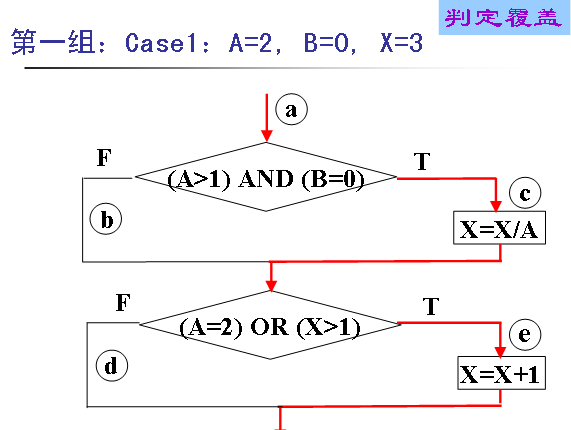 判定覆盖
第一组：Case1：A=2，B=0，X=3
a
F
T
(A>1) AND (B=0)
c
b
X=X/A
F
T
(A=2) OR (X>1)
e
d
X=X+1